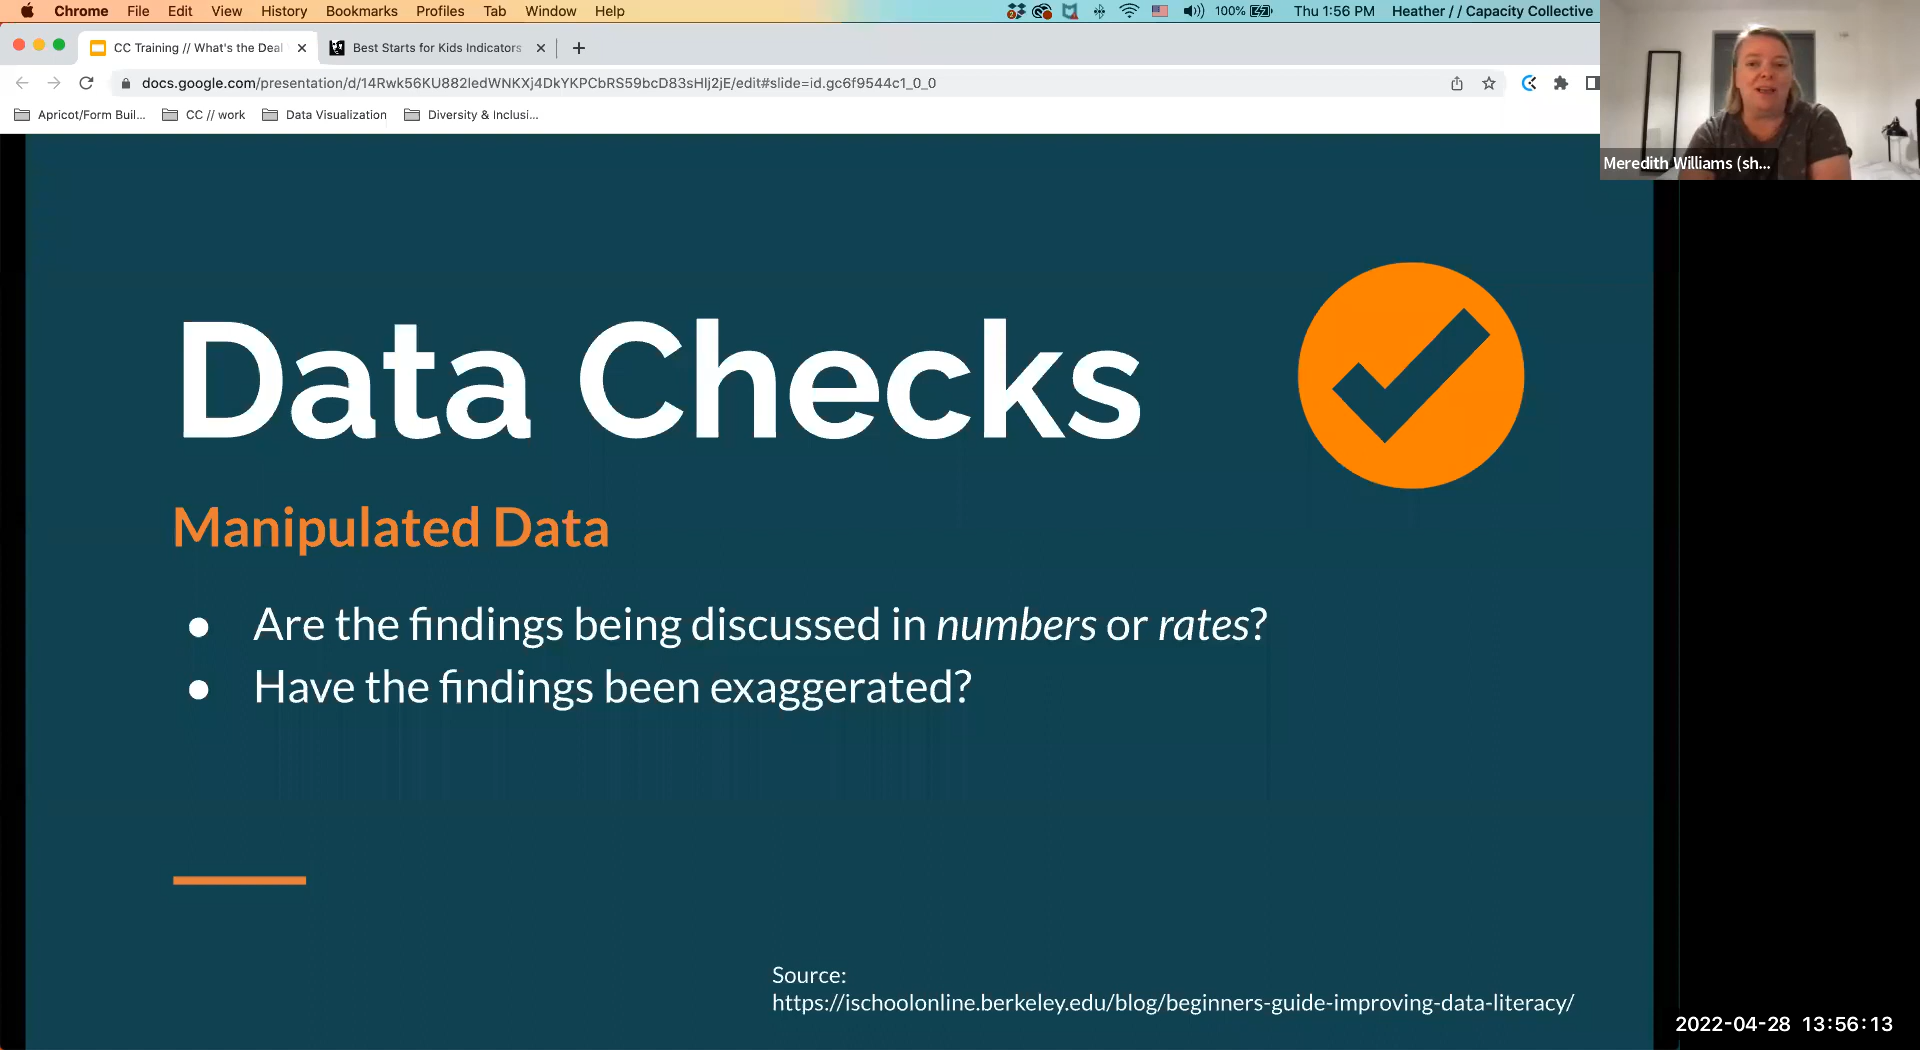 Chrome File Edit View History Bookmarks Profiles Tab Window Help 100% Thu 1:56 PM Heather // Capacity Collective
CC Training // What's the Deal Best Starts for Kids Indicators
docs.google.com/presentation/d/14Rwk56KU882ledWNKXj4DkYKPCbRS59bcD83sHlj2jE/edit#slide=id.gc6f9544c1_0_0
Apricot/Form Buil... CC // work Data Visualization Diversity & Inclusi...
Meredith Williams (sh...
Data Checks
Manipulated Data
● Are the findings being discussed in numbers or rates?
● Have the findings been exaggerated?
Source:
https://ischoolonline.berkeley.edu/blog/beginners-guide-improving-data-literacy/
2022-04-28 13:56:13